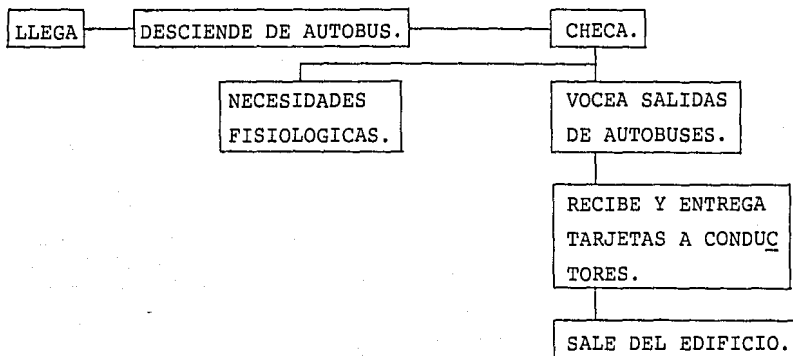 LLEGA DESCIENDE DE AUTOBUS. CHECA.
NECESIDADES
FISIOLOGICAS.
VOCEA SALIDAS
DE AUTOBUSES.
RECIBE Y ENTREGA
TARJETAS A CONDUC
TORES.
SALE DEL EDIFICIO.